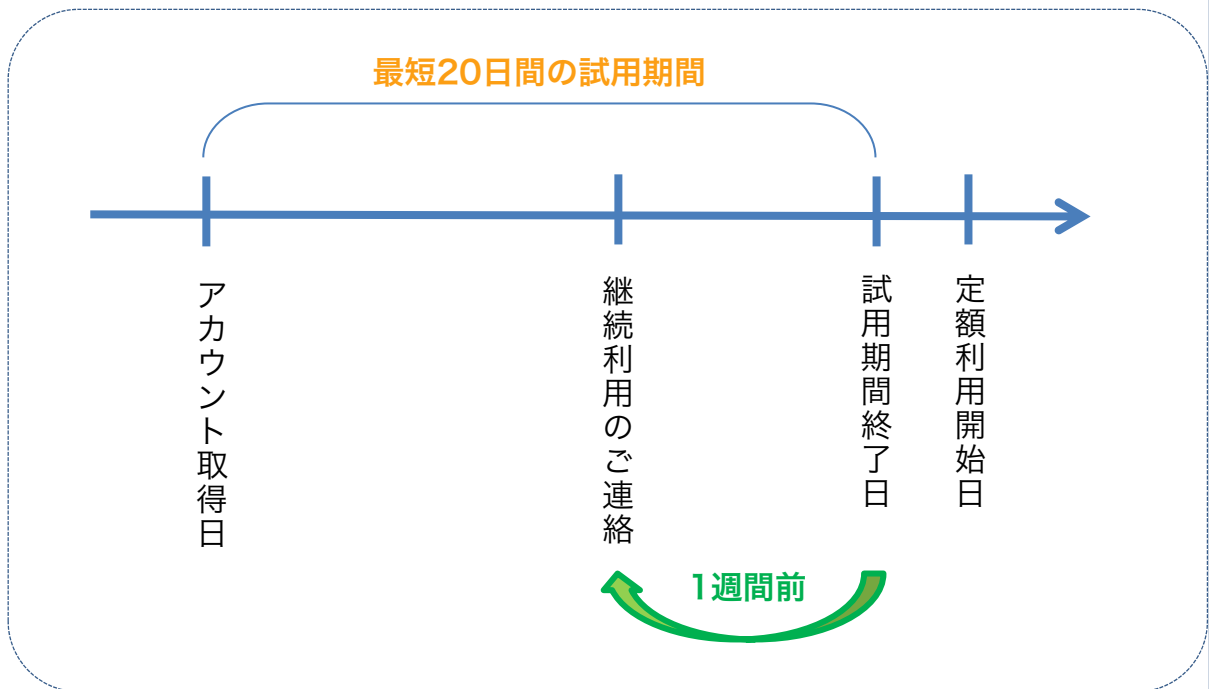 最短20日間の試用期間
アカウント取得日
継続利用のご連絡
試用期間終了日
定額利用開始日
1週間前